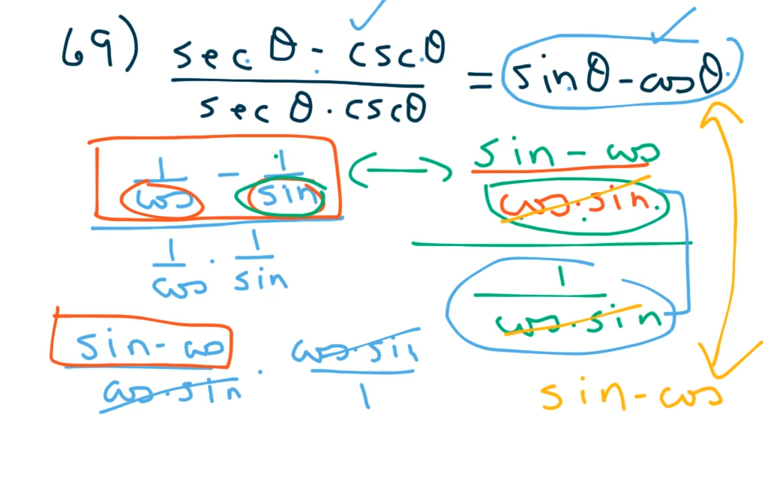 69) (sec θ - csc θ)/(sec θ · csc θ) = sin θ - cos θ
(1/cos - 1/sin)/(1/cos · 1/sin) ↔ ((sin - cos)/(cos · sin))/(1/(cos · sin))
(sin - cos)/(cos · sin) · (cos · sin)/1
sin - cos